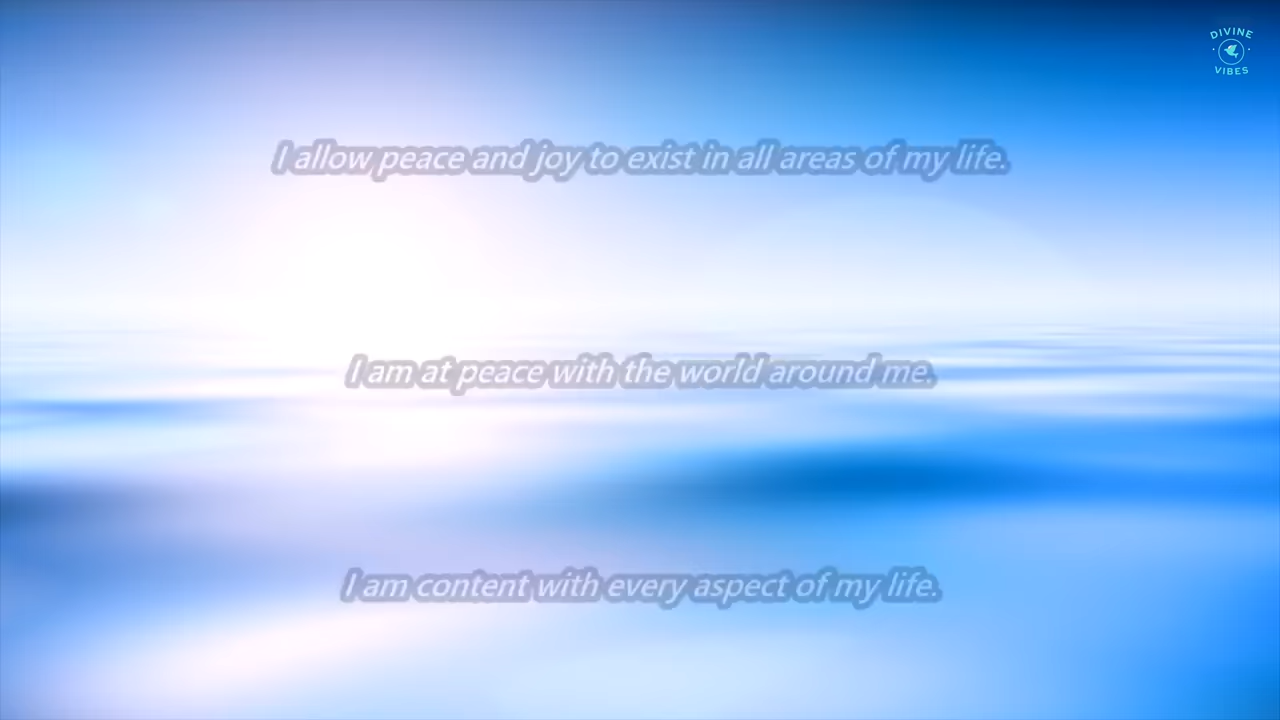 DIVINE
VIBES
I allow peace and joy to exist in all areas of my life.
I am at peace with the world around me.
I am content with every aspect of my life.